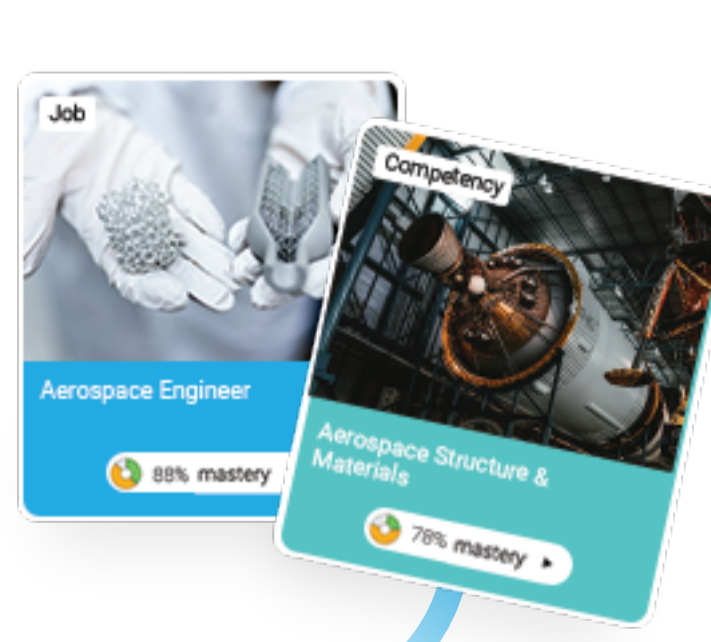 Job
Aerospace Engineer
88% mastery
Competency
Aerospace Structure &
Materials
78% mastery